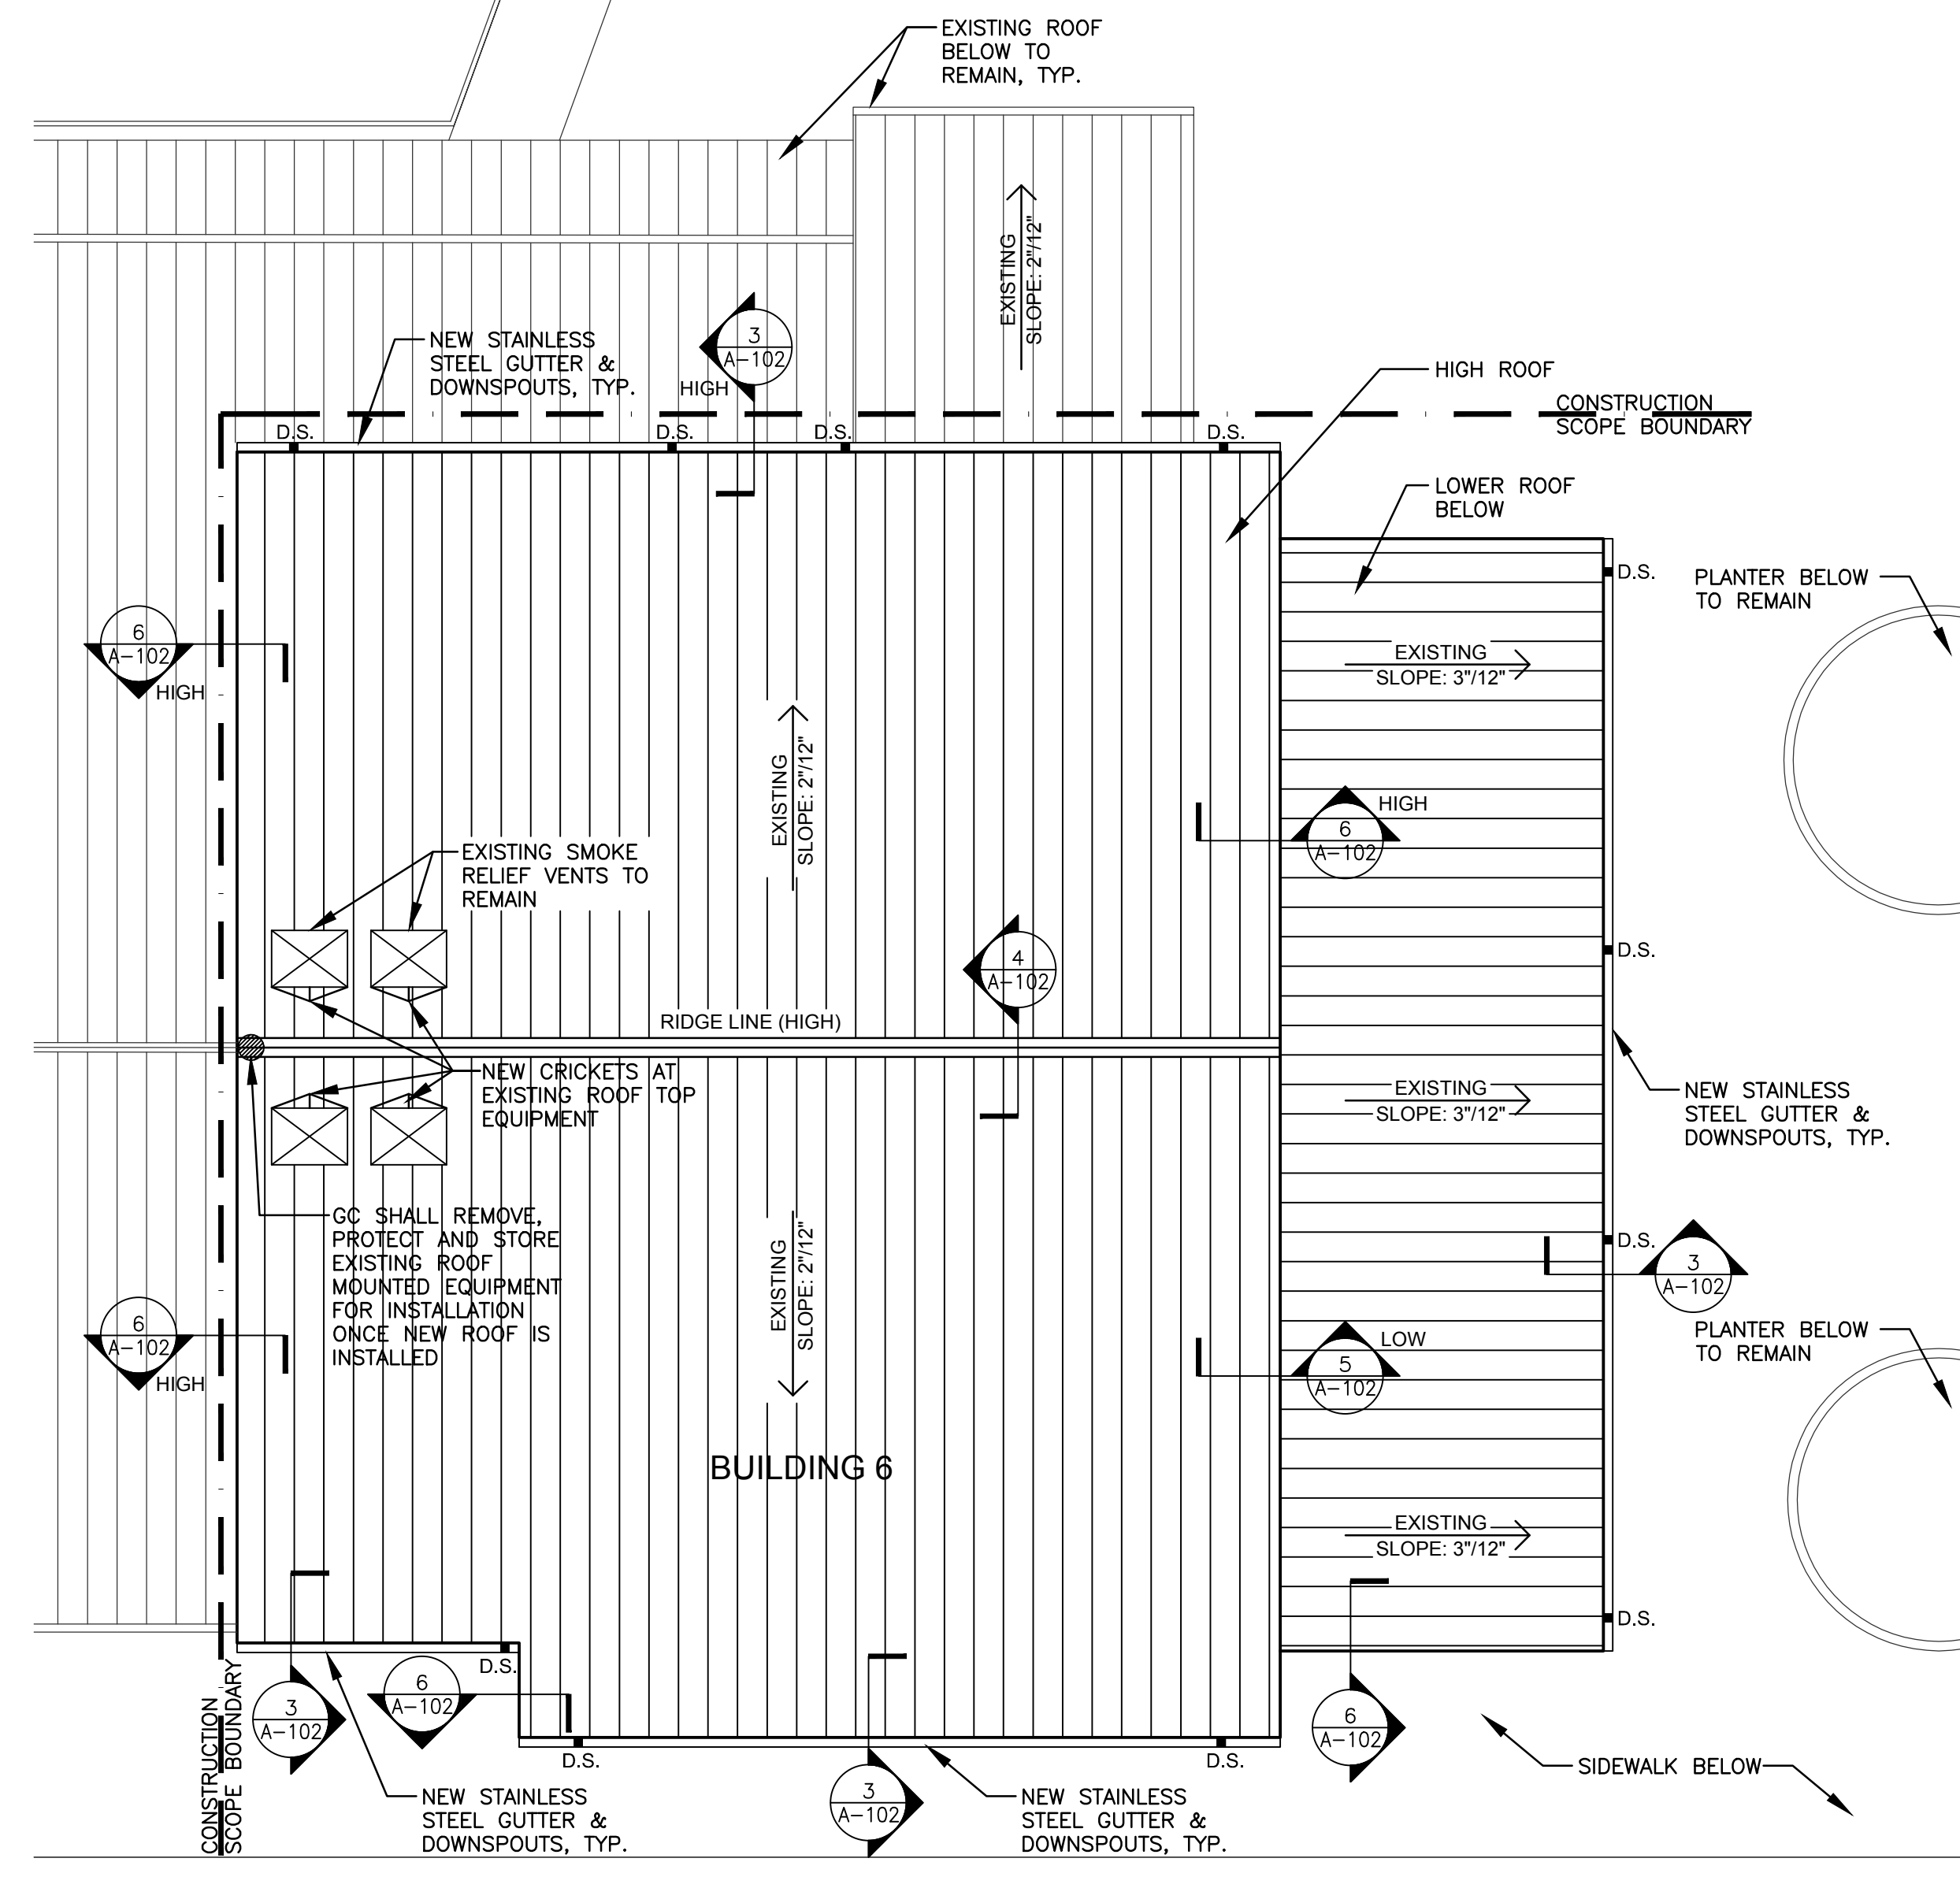 EXISTING ROOF
BELOW TO
REMAIN, TYP.
EXISTING
SLOPE: 2"/12"
NEW STAINLESS
STEEL GUTTER &
DOWNSPOUTS, TYP.
3
A-102
HIGH
HIGH ROOF
CONSTRUCTION
SCOPE BOUNDARY
D.S.
D.S.
D.S.
D.S.
LOWER ROOF
BELOW
D.S.
PLANTER BELOW
TO REMAIN
6
A-102
HIGH
EXISTING
SLOPE: 3"/12"
EXISTING
SLOPE: 2"/12"
HIGH
6
A-102
EXISTING SMOKE
RELIEF VENTS TO
REMAIN
4
A-102
D.S.
RIDGE LINE (HIGH)
NEW CRICKETS AT
EXISTING ROOF TOP
EQUIPMENT
EXISTING
SLOPE: 3"/12"
NEW STAINLESS
STEEL GUTTER &
DOWNSPOUTS, TYP.
GC SHALL REMOVE,
PROTECT AND STORE
EXISTING ROOF
MOUNTED EQUIPMENT
FOR INSTALLATION
ONCE NEW ROOF IS
INSTALLED
EXISTING
SLOPE: 2"/12"
D.S.
3
A-102
6
A-102
HIGH
LOW
5
A-102
PLANTER BELOW
TO REMAIN
BUILDING 6
EXISTING
SLOPE: 3"/12"
D.S.
D.S.
CONSTRUCTION
SCOPE BOUNDARY
3
A-102
6
A-102
6
A-102
D.S.
D.S.
SIDEWALK BELOW
NEW STAINLESS
STEEL GUTTER &
DOWNSPOUTS, TYP.
3
A-102
NEW STAINLESS
STEEL GUTTER &
DOWNSPOUTS, TYP.